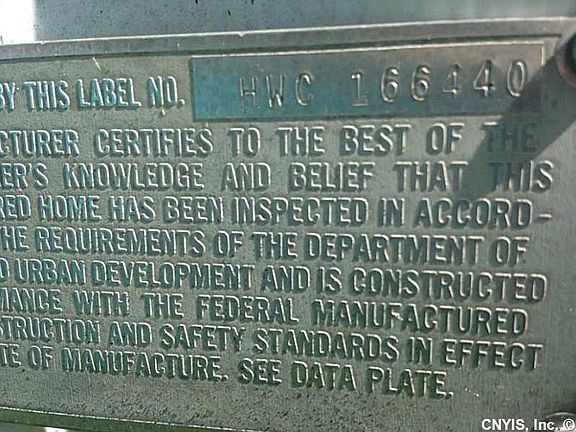 BY THIS LABEL NO. HWC 166440
CTURER CERTIFIES TO THE BEST OF THE
ER'S KNOWLEDGE AND BELIEF THAT THIS
RED HOME HAS BEEN INSPECTED IN ACCORD-
HE REQUIREMENTS OF THE DEPARTMENT OF
D URBAN DEVELOPMENT AND IS CONSTRUCTED
MANCE WITH THE FEDERAL MANUFACTURED
STRUCTION AND SAFETY STANDARDS IN EFFECT
TE OF MANUFACTURE. SEE DATA PLATE.
CNYIS, Inc. ©